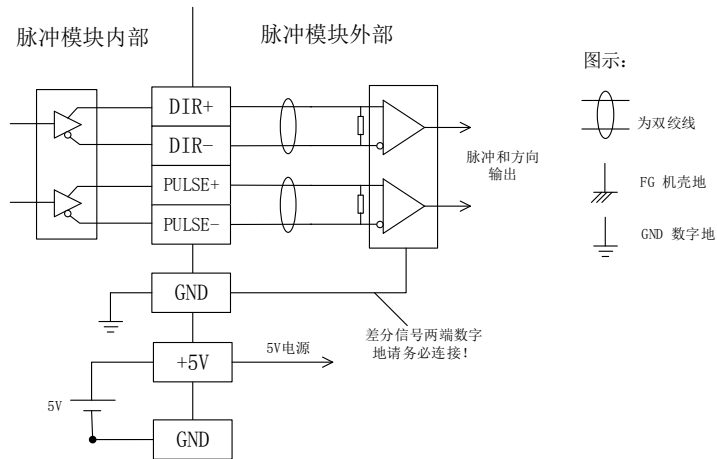 脉冲模块内部
脉冲模块外部
图示：
DIR+
DIR-
PULSE+
PULSE-
为双绞线
脉冲和方向
输出
FG 机壳地
GND 数字地
GND
差分信号两端数字
地请务必连接！
+5V
5V电源
5V
GND